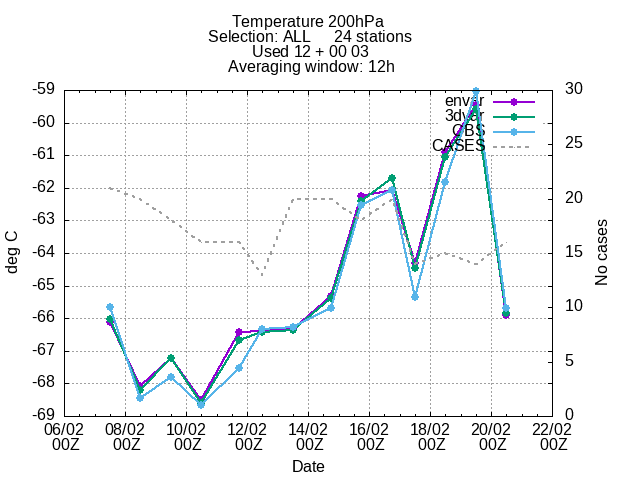 Temperature 200hPa
Selection: ALL 24 stations
Used 12 + 00 03
Averaging window: 12h
envar
3dvar
OBS
CASES
-59
-60
-61
-62
-63
-64
-65
-66
-67
-68
-69
30
25
20
15
10
5
0
deg C
No cases
06/02 08/02 10/02 12/02 14/02 16/02 18/02 20/02 22/02
00Z 00Z 00Z 00Z 00Z 00Z 00Z 00Z 00Z
Date